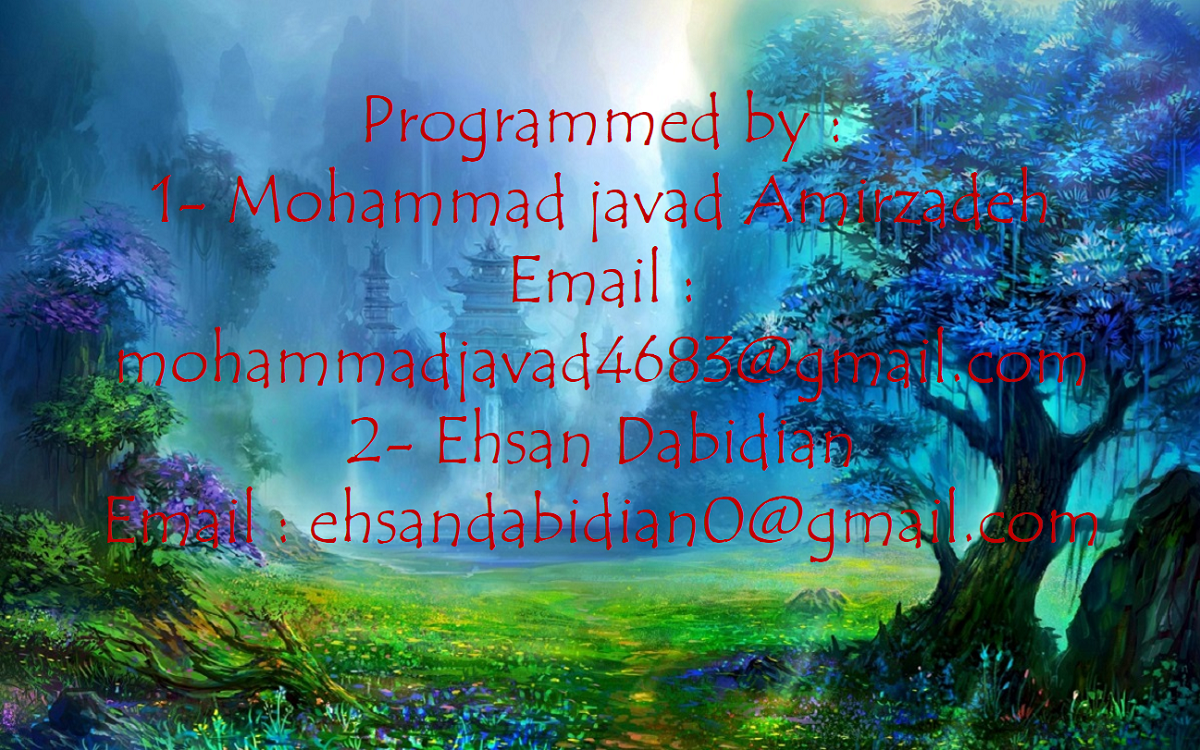 Programmed by :
1- Mohammad javad Amirzadeh
Email :
mohammadjavad4683@gmail.com
2- Ehsan Dabidian
Email : ehsandabidian0@gmail.com